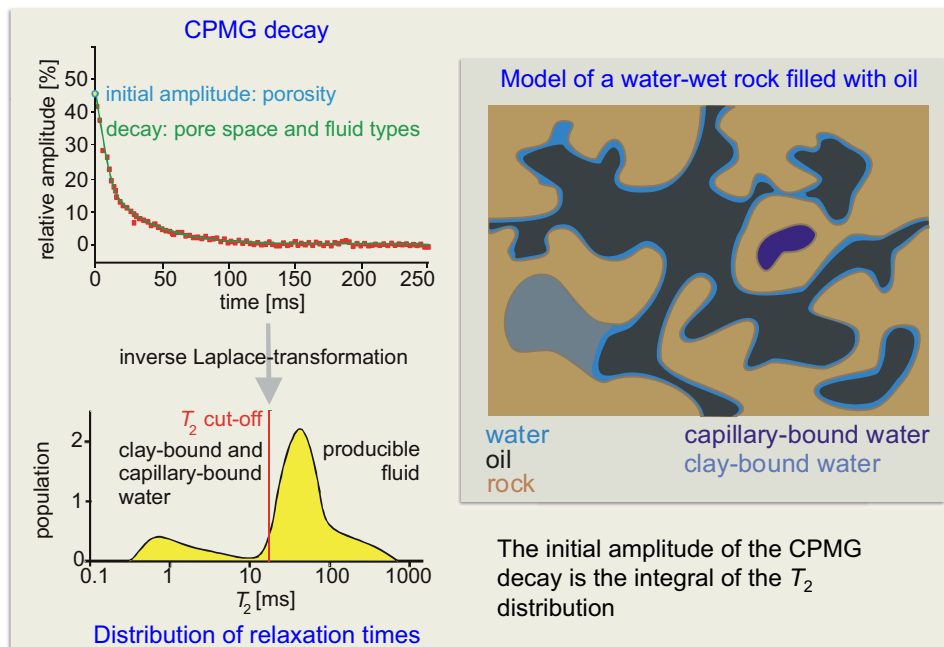 CPMG decay
relative amplitude [%]
50
40
30
20
10
0
initial amplitude: porosity
decay: pore space and fluid types
0 50 100 150 200 250
time [ms]
inverse Laplace-transformation
T2 cut-off
clay-bound and
capillary-bound
water
producible
fluid
population
2
1
0
0.1 1 10 100 1000
T2 [ms]
Distribution of relaxation times
Model of a water-wet rock filled with oil
water
oil
rock
capillary-bound water
clay-bound water
The initial amplitude of the CPMG
decay is the integral of the T2
distribution